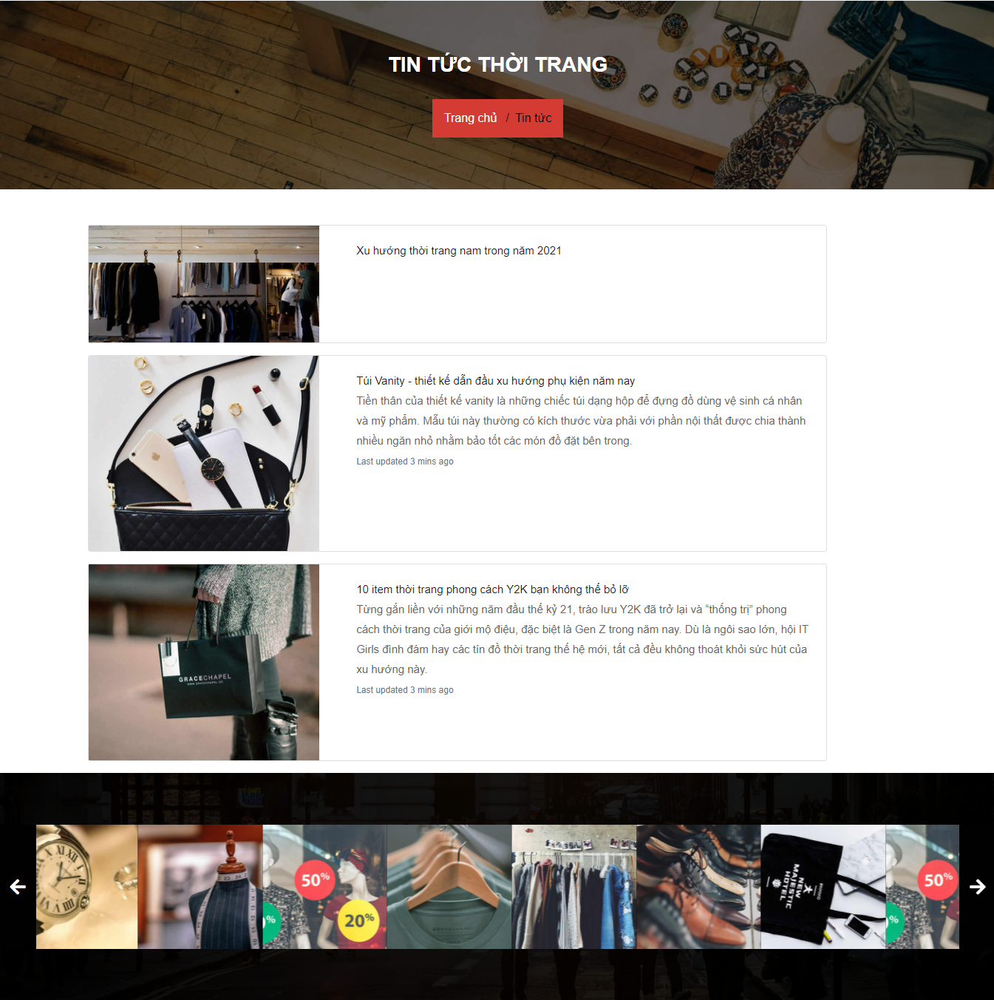 TIN TỨC THỜI TRANG
Trang chủ / Tin tức
Xu hướng thời trang nam trong năm 2021
Túi Vanity - thiết kế dẫn đầu xu hướng phụ kiện năm nay
Tiền thân của thiết kế vanity là những chiếc túi dạng hộp để đựng đồ dùng vệ sinh cá nhân
và mỹ phẩm. Mẫu túi này thường có kích thước vừa phải với phần nội thất được chia thành
nhiều ngăn nhỏ nhằm bảo tốt các món đồ đặt bên trong.
Last updated 3 mins ago
10 item thời trang phong cách Y2K bạn không thể bỏ lỡ
Từng gắn liền với những năm đầu thế kỷ 21, trào lưu Y2K đã trở lại và “thống trị” phong
cách thời trang của giới mộ điệu, đặc biệt là Gen Z trong năm nay. Dù là ngôi sao lớn, hội IT
Girls đình đám hay các tín đồ thời trang thế hệ mới, tất cả đều không thoát khỏi sức hút của
xu hướng này.
Last updated 3 mins ago
GRACECHAPEL
50%
20%
%
NEW
MAJESTIC
HOTEL
50%
%